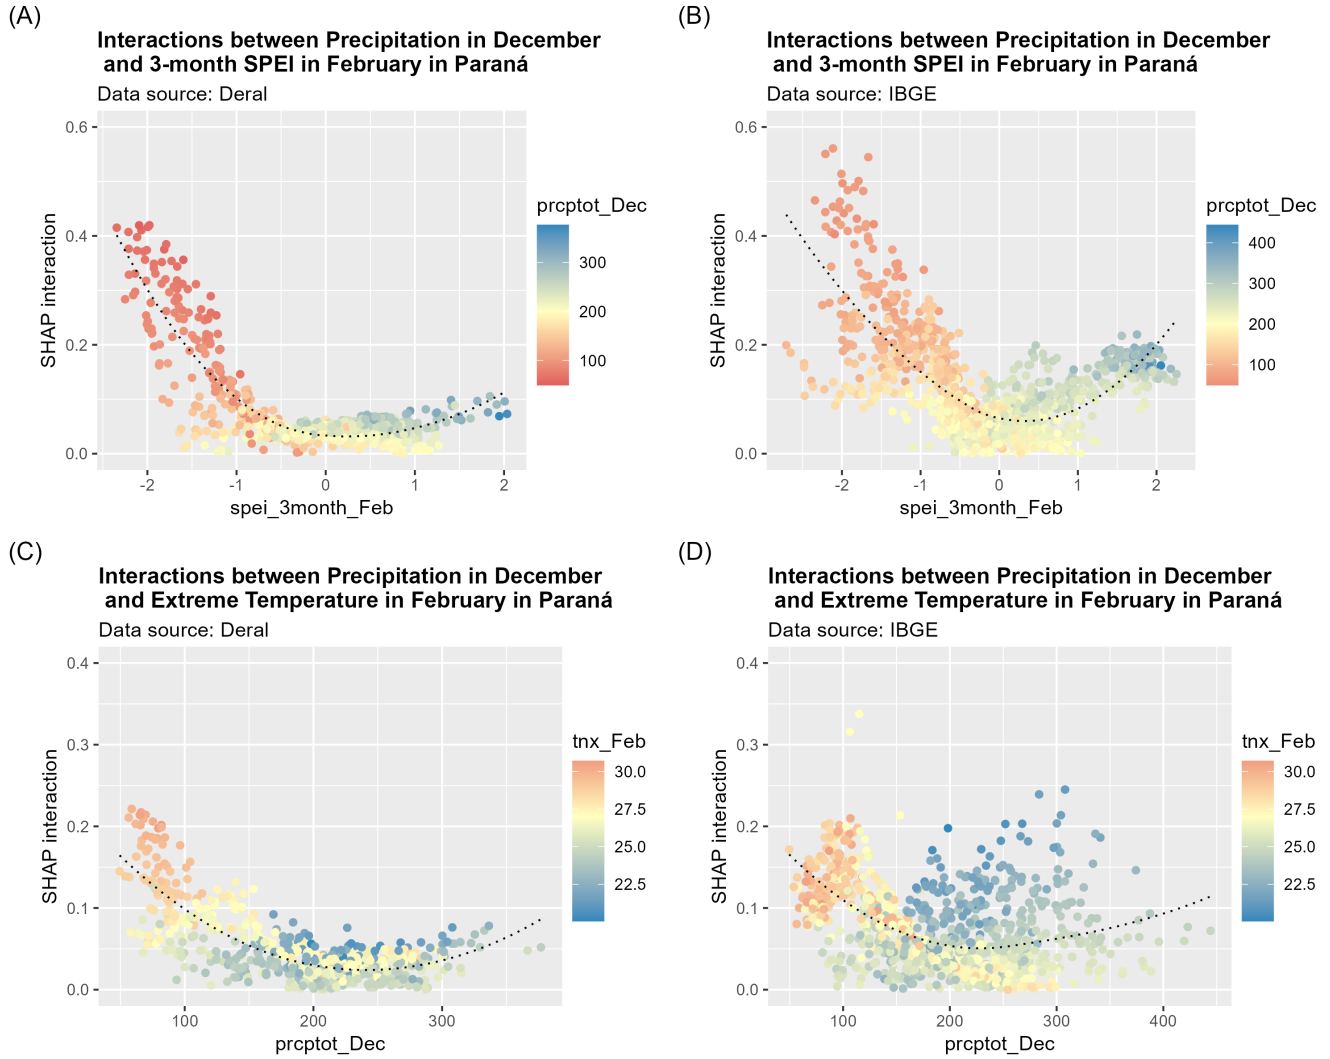 (A)
Interactions between Precipitation in December
and 3-month SPEI in February in Paraná
Data source: Deral
0.6
0.4
0.2
0.0
SHAP interaction
-2 -1 0 1 2
spei_3month_Feb
prcptot_Dec
300
200
100
(B)
Interactions between Precipitation in December
and 3-month SPEI in February in Paraná
Data source: IBGE
0.6
0.4
0.2
0.0
SHAP interaction
-2 -1 0 1 2
spei_3month_Feb
prcptot_Dec
400
300
200
100
(C)
Interactions between Precipitation in December
and Extreme Temperature in February in Paraná
Data source: Deral
0.4
0.3
0.2
0.1
0.0
SHAP interaction
100 200 300
prcptot_Dec
tnx_Feb
30.0
27.5
25.0
22.5
(D)
Interactions between Precipitation in December
and Extreme Temperature in February in Paraná
Data source: IBGE
0.4
0.3
0.2
0.1
0.0
SHAP interaction
100 200 300 400
prcptot_Dec
tnx_Feb
30.0
27.5
25.0
22.5